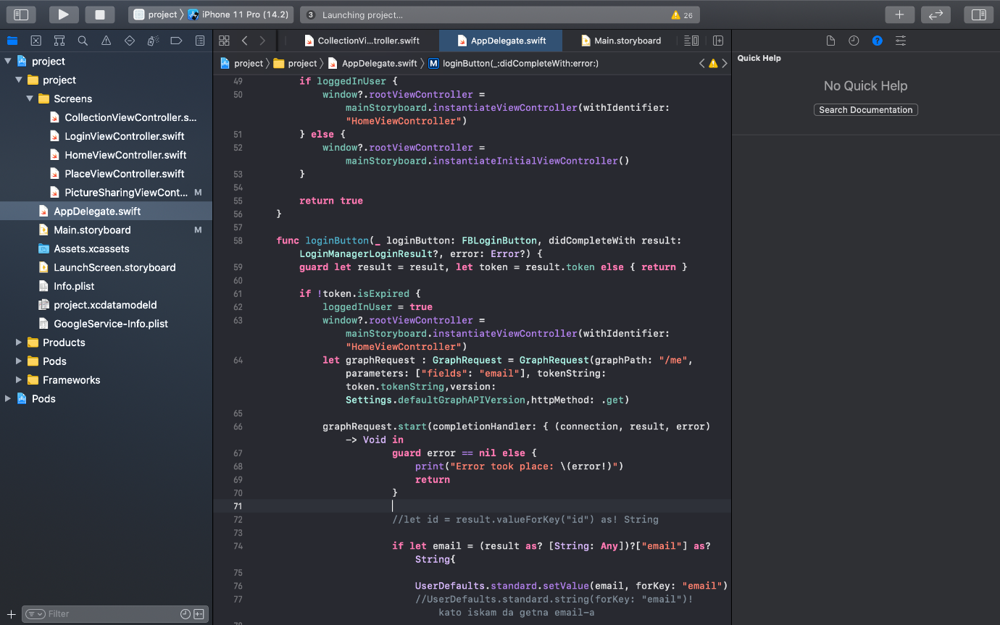 project
iPhone 11 Pro (14.2)
3
Launching project…
26
CollectionVi…troller.swift
AppDelegate.swift
Main.storyboard
project
project
AppDelegate.swift
M
loginButton(_:didCompleteWith:error:)
Quick Help
No Quick Help
Search Documentation
project
project
Screens
CollectionViewController.s...
LoginViewController.swift
HomeViewController.swift
PlaceViewController.swift
PictureSharingViewCont... M
AppDelegate.swift
Main.storyboard M
Assets.xcassets
LaunchScreen.storyboard
Info.plist
project.xcdatamodeld
GoogleService-Info.plist
Products
Pods
Frameworks
Pods
Filter
49 if loggedInUser {
50 window?.rootViewController =
mainStoryboard.instantiateViewController(withIdentifier:
"HomeViewController")
51 } else {
52 window?.rootViewController =
mainStoryboard.instantiateInitialViewController()
53 }
54
55 return true
56 }
57
58 func loginButton(_ loginButton: FBLoginButton, didCompleteWith result:
LoginManagerLoginResult?, error: Error?) {
59 guard let result = result, let token = result.token else { return }
60
61 if !token.isExpired {
62 loggedInUser = true
63 window?.rootViewController =
mainStoryboard.instantiateViewController(withIdentifier:
"HomeViewController")
64 let graphRequest : GraphRequest = GraphRequest(graphPath: "/me",
parameters: ["fields": "email"], tokenString:
token.tokenString,version:
Settings.defaultGraphAPIVersion,httpMethod: .get)
65
66 graphRequest.start(completionHandler: { (connection, result, error)
-> Void in
67 guard error == nil else {
68 print("Error took place: \(error!)")
69 return
70 }
71
72 //let id = result.valueForKey("id") as! String
73
74 if let email = (result as? [String: Any])?["email"] as?
String{
75
76 UserDefaults.standard.setValue(email, forKey: "email")
77 //UserDefaults.standard.string(forKey: "email")!
kato iskam da getna email-a